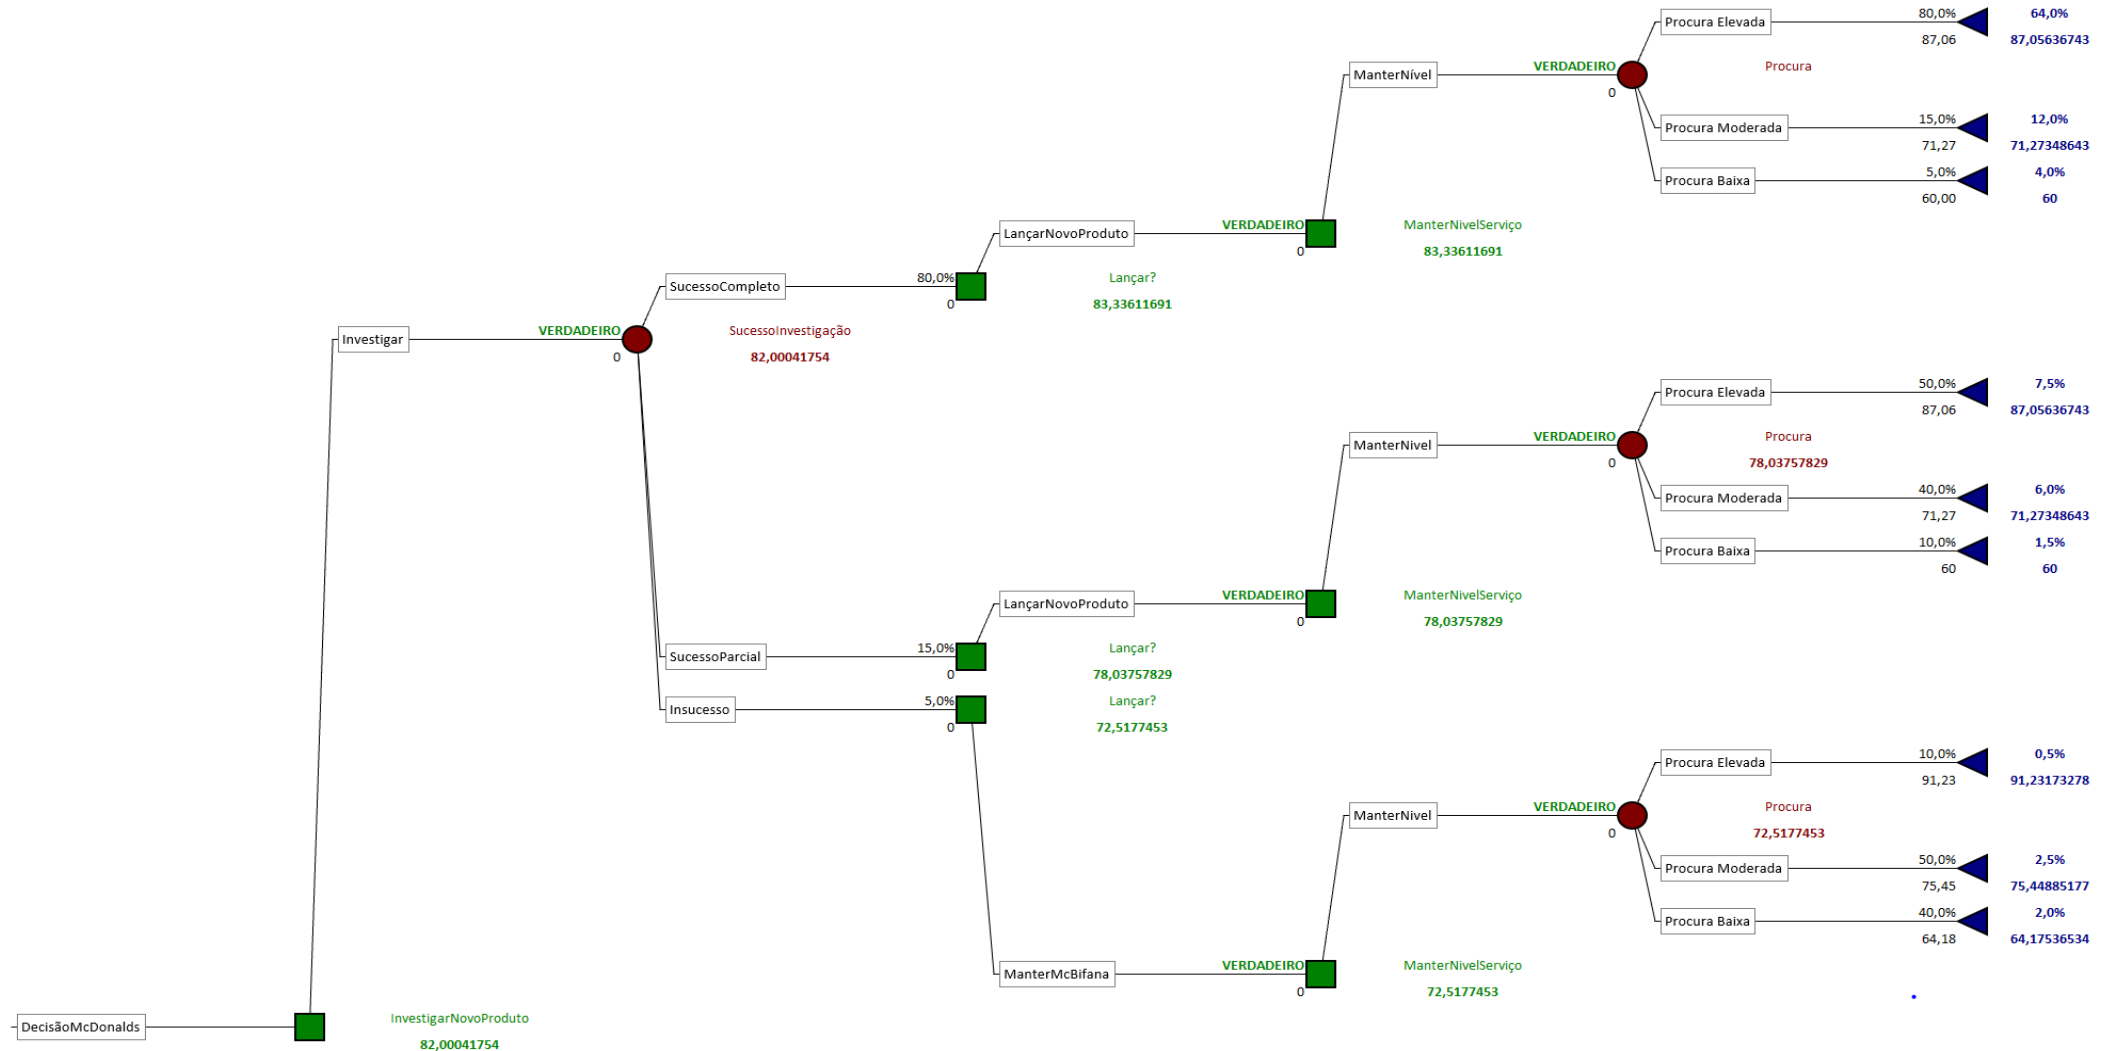 80,0% 64,0%
Procura Elevada
87,06 87,05636743
ManterNível VERDADEIRO Procura
0
15,0% 12,0%
Procura Moderada
71,27 71,27348643
5,0% 4,0%
Procura Baixa
60,00 60
LançarNovoProduto VERDADEIRO ManterNivelServiço
0 83,33611691
SucessoCompleto 80,0% Lançar?
0 83,33611691
Investigar VERDADEIRO SucessoInvestigação
0 82,00041754
50,0% 7,5%
Procura Elevada
87,06 87,05636743
ManterNivel VERDADEIRO Procura
0 78,03757829
40,0% 6,0%
Procura Moderada
71,27 71,27348643
10,0% 1,5%
Procura Baixa
60 60
LançarNovoProduto VERDADEIRO ManterNivelServiço
0 78,03757829
SucessoParcial 15,0% Lançar?
0 78,03757829
Insucesso 5,0% Lançar?
0 72,5177453
10,0% 0,5%
Procura Elevada
91,23 91,23173278
ManterNivel VERDADEIRO Procura
0 72,5177453
50,0% 2,5%
Procura Moderada
75,45 75,44885177
40,0% 2,0%
Procura Baixa
64,18 64,17536534
ManterMcBifana VERDADEIRO ManterNivelServiço
0 72,5177453
DecisãoMcDonalds InvestigarNovoProduto
82,00041754